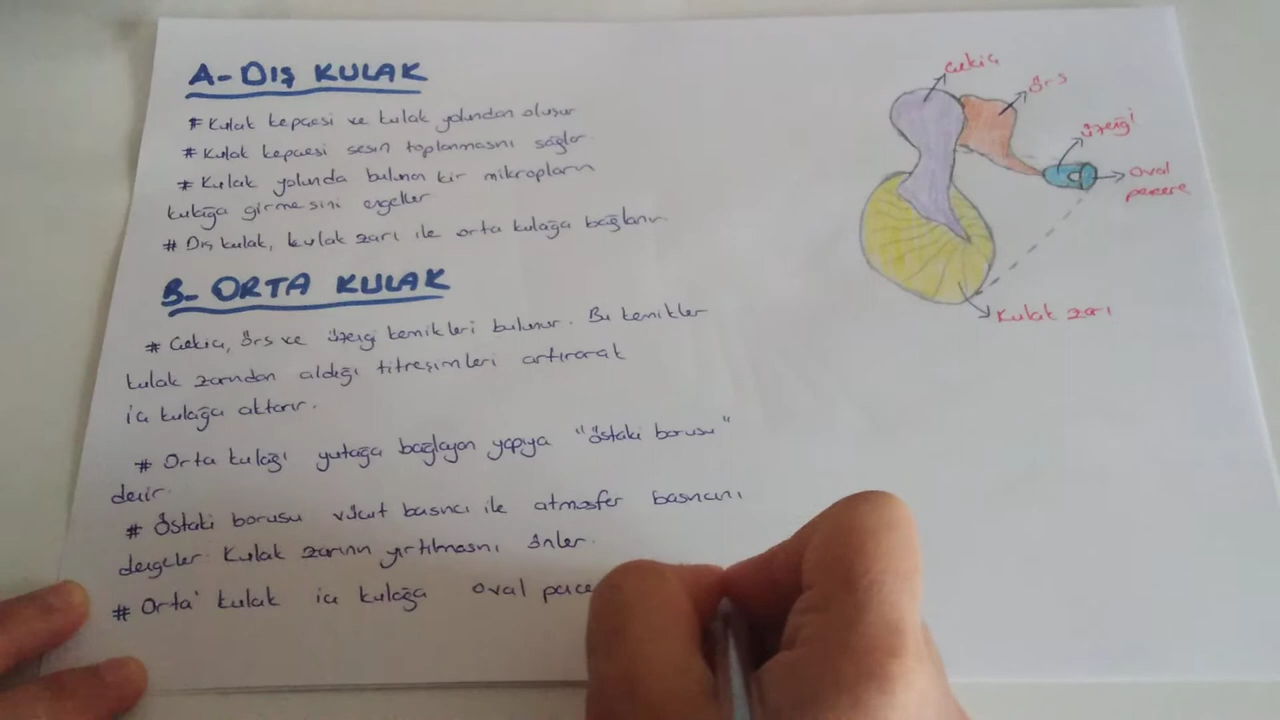 A- DIŞ KULAK
# Kulak kepçesi ve kulak yolundan oluşur
# Kulak kepçesi sesin toplanmasını sağlar
# Kulak yolunda bulunan kir mikropların
kulağa girmesini engeller
# Dış kulak, kulak zarı ile orta kulağa bağlanır.
B- ORTA KULAK
# Çekiç, örs ve üzengi kemikleri bulunur. Bu kemikler
kulak zarından aldığı titreşimleri artırarak
iç kulağa aktarır.
# Orta kulağı yutağa bağlayan yapıya "östaki borusu"
denir.
# Östaki borusu vücut basıncı ile atmosfer basıncını
dengeler. Kulak zarının yırtılmasını önler.
# Orta kulak iç kulağa oval pence
Çekiç
Örs
Üzengi
Oval
pencere
Kulak zarı